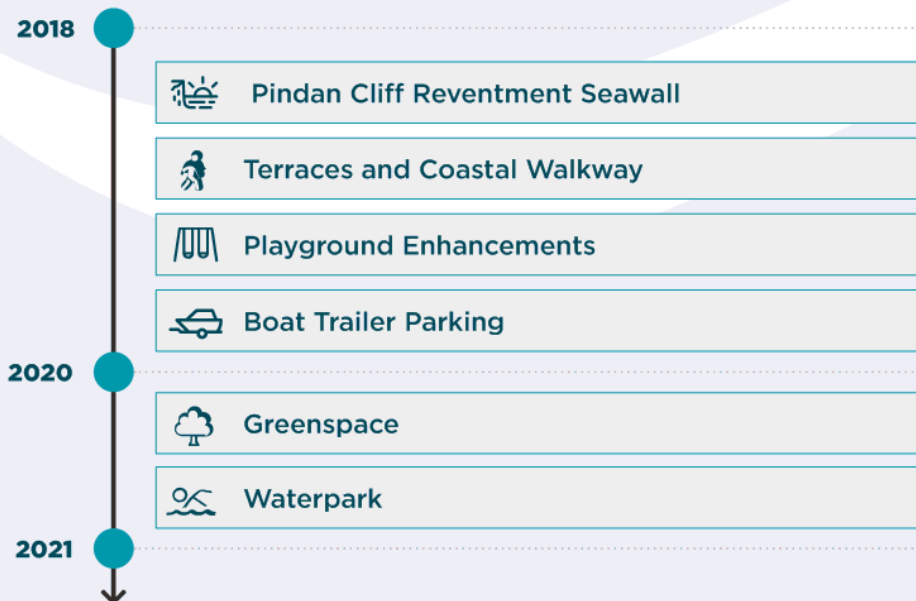 2018
Pindan Cliff Reventment Seawall
Terraces and Coastal Walkway
Playground Enhancements
Boat Trailer Parking
2020
Greenspace
Waterpark
2021